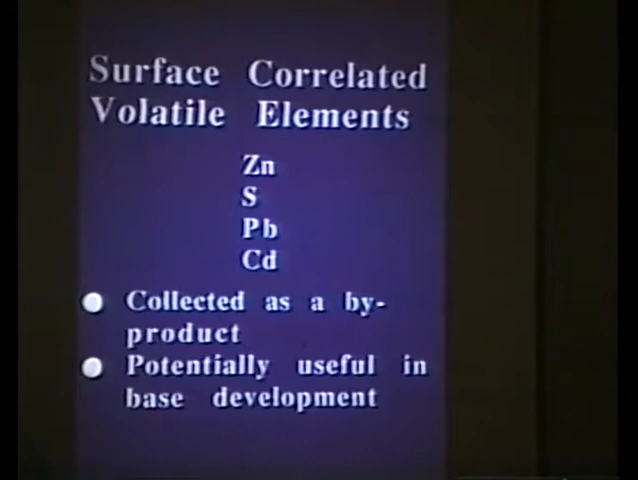 Surface Correlated
Volatile Elements
Zn
S
Pb
Cd
Collected as a by-
product
Potentially useful in
base development